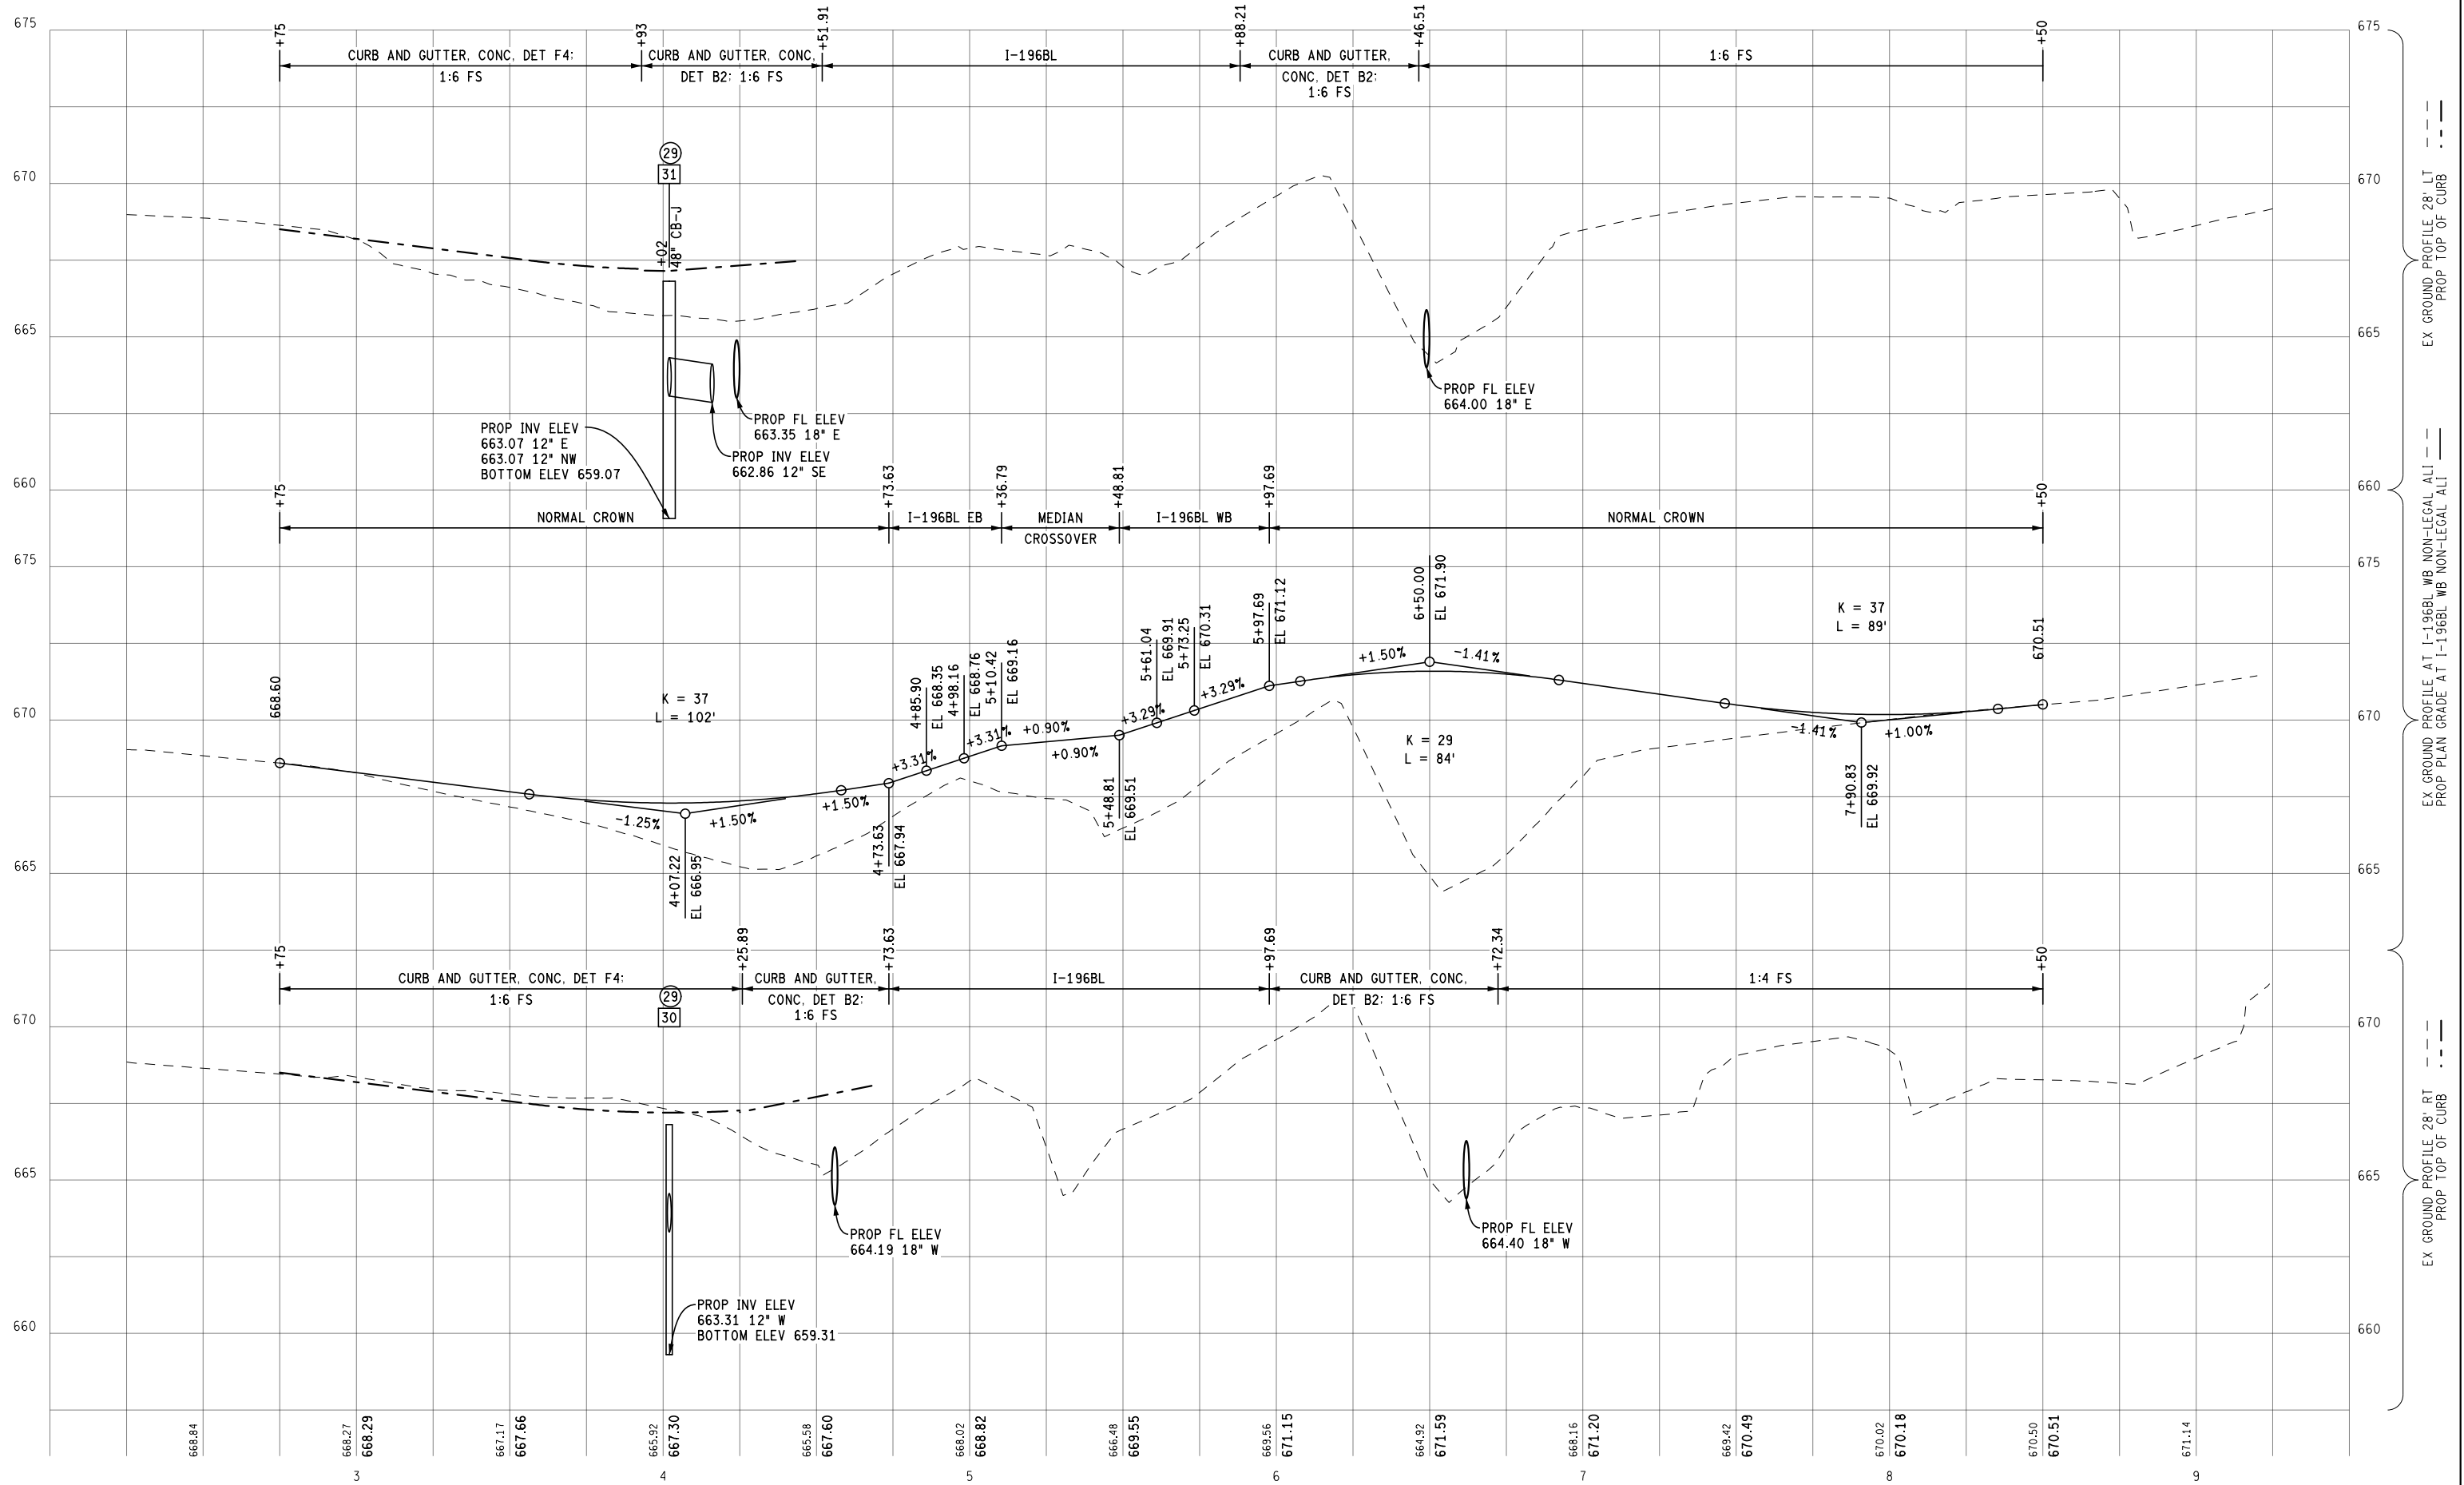 675
670
665
660
675
670
665
670
665
660
+75
+93
+51.91
+88.21
+46.51
+50
CURB AND GUTTER, CONC, DET F4;
1:6 FS
CURB AND GUTTER, CONC,
DET B2; 1:6 FS
I-196BL
CURB AND GUTTER,
CONC, DET B2;
1:6 FS
1:6 FS
29
31
+02
48" CB-J
PROP INV ELEV
663.07 12" E
663.07 12" NW
BOTTOM ELEV 659.07
PROP FL ELEV
663.35 18" E
PROP INV ELEV
662.86 12" SE
PROP FL ELEV
664.00 18" E
+75
+73.63
+36.79
+48.81
+97.69
+50
NORMAL CROWN
I-196BL EB
MEDIAN
CROSSOVER
I-196BL WB
NORMAL CROWN
668.60
K = 37
L = 102'
-1.25%
+1.50%
4+07.22
EL 666.95
+1.50%
4+73.63
EL 667.94
+3.31%
4+85.90
EL 668.35
4+98.16
EL 668.76
+3.31%
5+10.42
EL 669.16
+0.90%
+0.90%
5+48.81
EL 669.51
+3.29%
5+61.04
EL 669.91
5+73.25
EL 670.31
+3.29%
5+97.69
EL 671.12
+1.50%
6+50.00
EL 671.90
-1.41%
K = 29
L = 84'
K = 37
L = 89'
-1.41%
+1.00%
7+90.83
EL 669.92
670.51
+75
+25.89
+73.63
+97.69
+72.34
+50
CURB AND GUTTER, CONC, DET F4;
1:6 FS
CURB AND GUTTER,
CONC, DET B2;
1:6 FS
I-196BL
CURB AND GUTTER, CONC,
DET B2; 1:6 FS
1:4 FS
29
30
PROP FL ELEV
664.19 18" W
PROP FL ELEV
664.40 18" W
PROP INV ELEV
663.31 12" W
BOTTOM ELEV 659.31
675
670
665
660
675
670
665
670
665
660
EX GROUND PROFILE 28' LT
PROP TOP OF CURB
EX GROUND PROFILE AT I-196BL WB NON-LEGAL ALI
PROP PLAN GRADE AT I-196BL WB NON-LEGAL ALI
EX GROUND PROFILE 28' RT
PROP TOP OF CURB
668.84
668.27
668.29
667.17
667.66
665.92
667.30
665.58
667.60
668.02
668.82
666.48
669.55
669.56
671.15
664.92
671.59
668.16
671.20
669.42
670.49
670.02
670.18
670.50
670.51
671.14
3
4
5
6
7
8
9